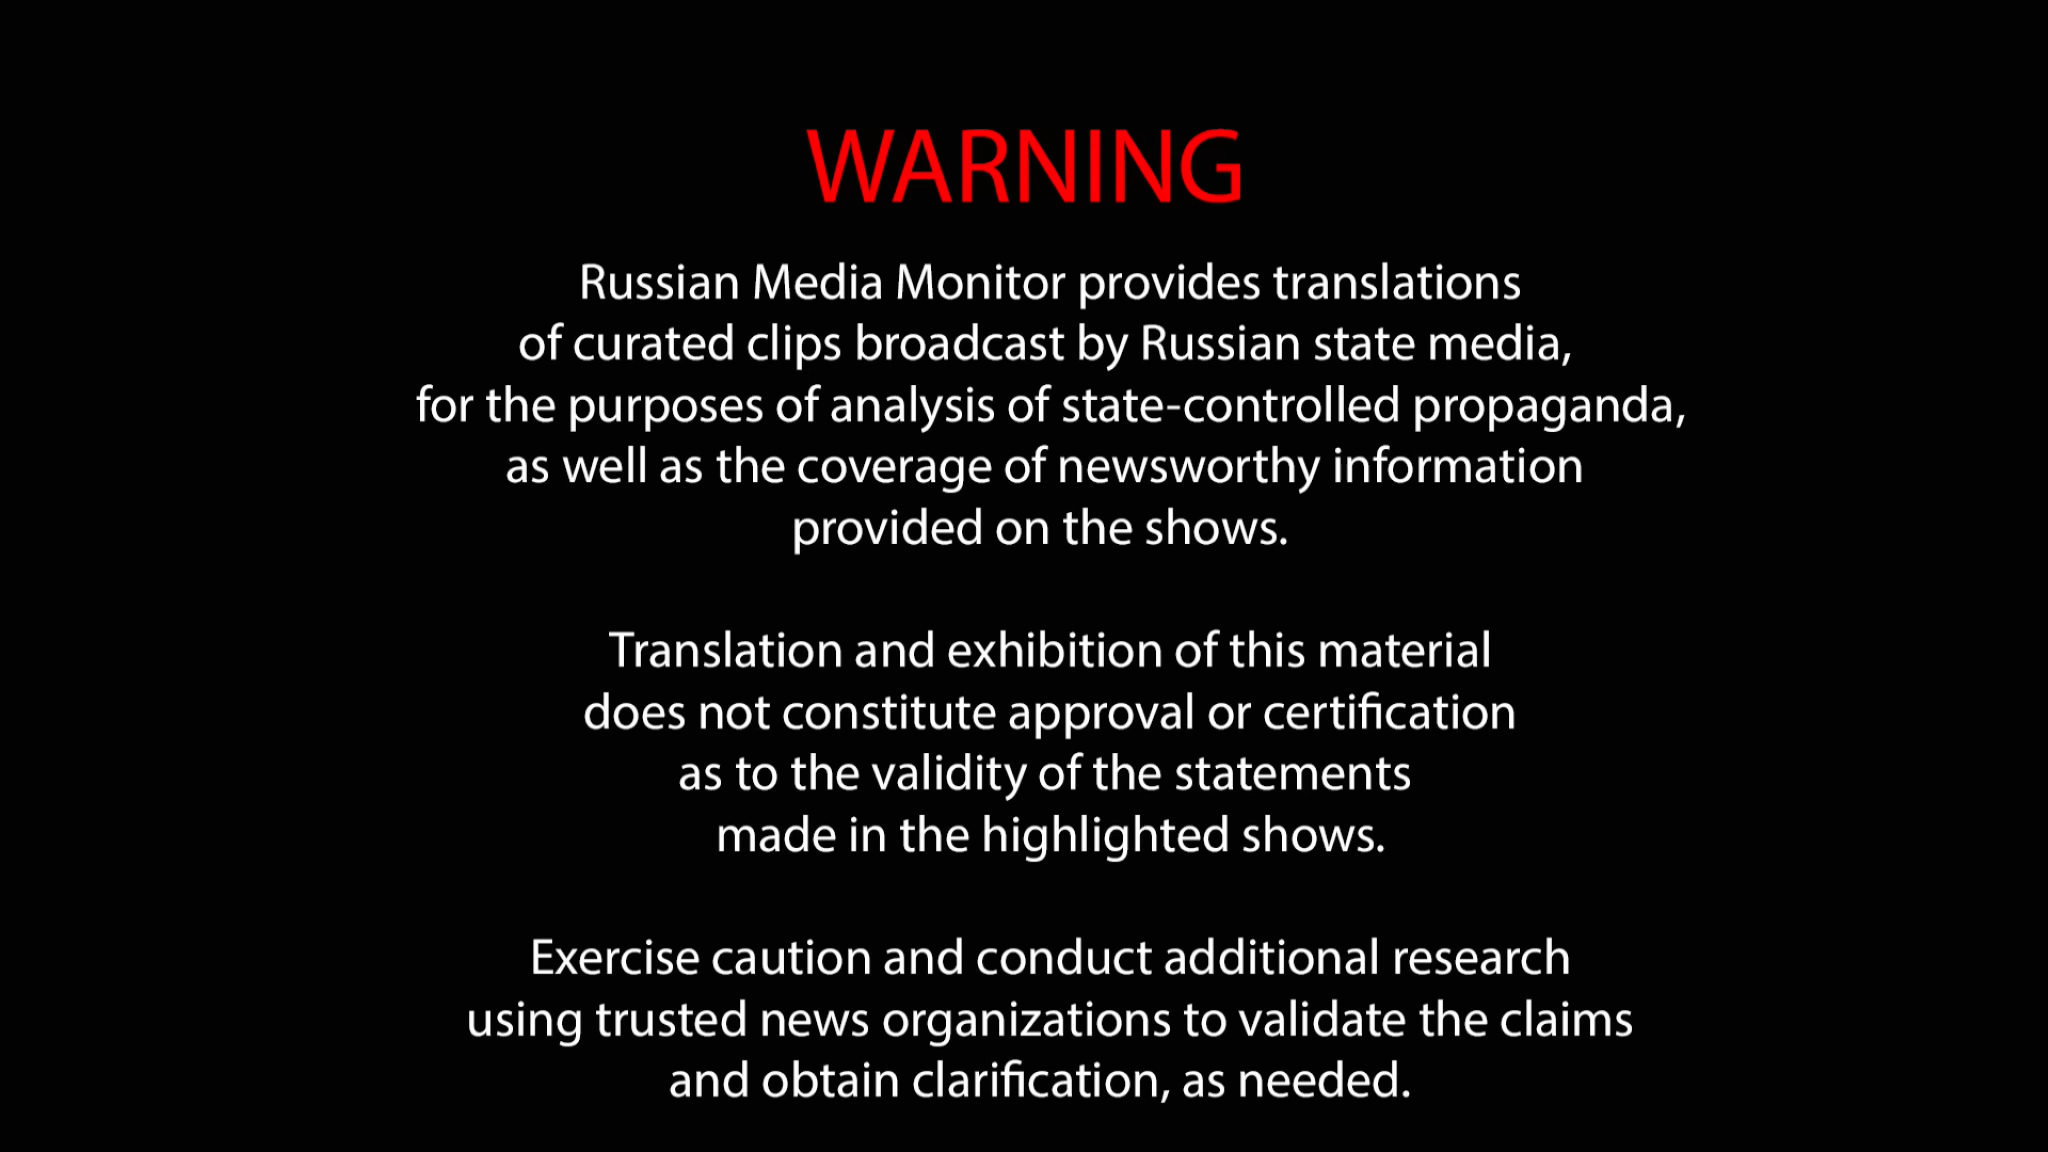 WARNING
Russian Media Monitor provides translations
of curated clips broadcast by Russian state media,
for the purposes of analysis of state-controlled propaganda,
as well as the coverage of newsworthy information
provided on the shows.
Translation and exhibition of this material
does not constitute approval or certification
as to the validity of the statements
made in the highlighted shows.
Exercise caution and conduct additional research
using trusted news organizations to validate the claims
and obtain clarification, as needed.